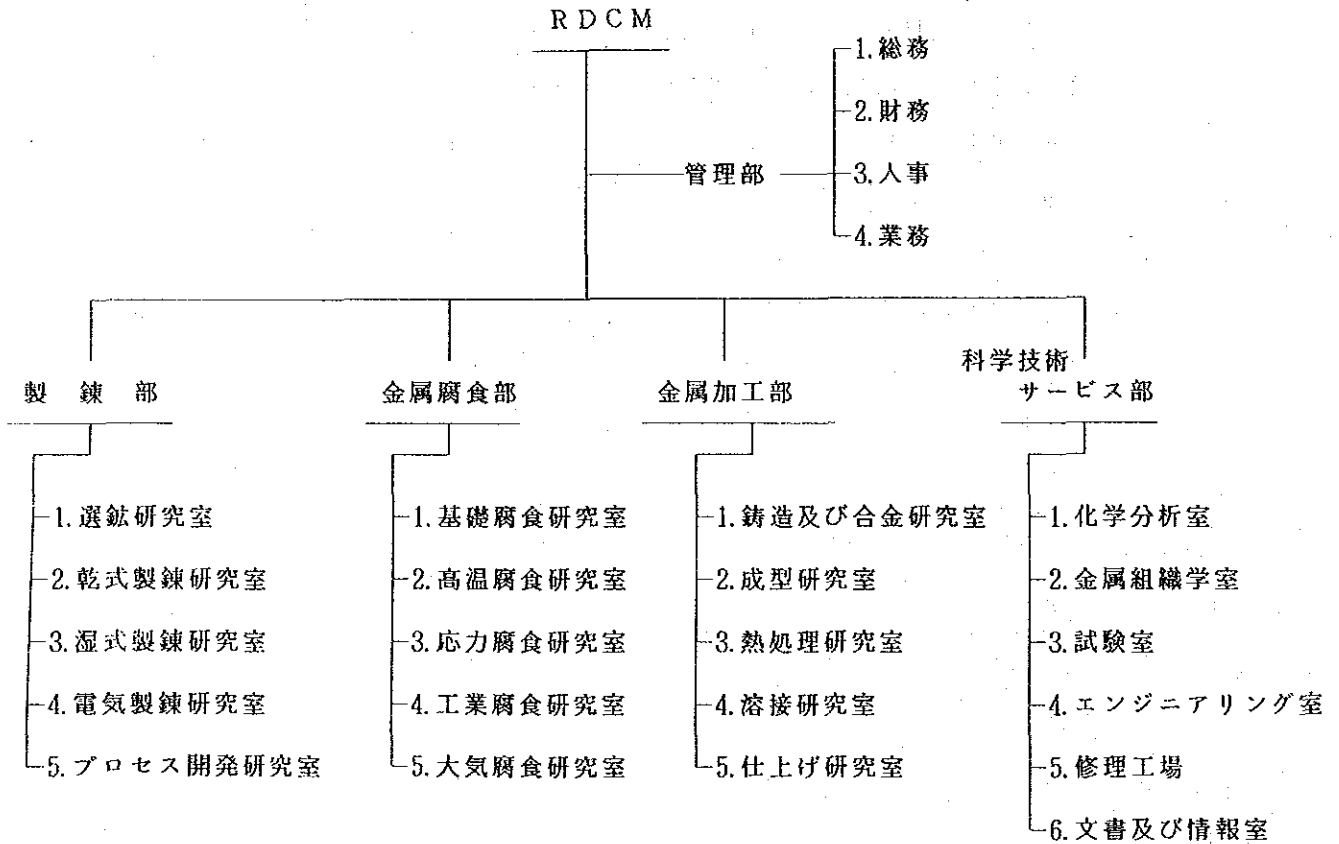 RDCM
1.総務
2.財務
管理部
3.人事
4.業務
製錬部
1.選鉱研究室
2.乾式製錬研究室
3.湿式製錬研究室
4.電気製錬研究室
5.プロセス開発研究室
金属腐食部
1.基礎腐食研究室
2.高温腐食研究室
3.応力腐食研究室
4.工業腐食研究室
5.大気腐食研究室
金属加工部
1.鋳造及び合金研究室
2.成型研究室
3.熱処理研究室
4.溶接研究室
5.仕上げ研究室
科学技術
サービス部
1.化学分析室
2.金属組織学室
3.試験室
4.エンジニアリング室
5.修理工場
6.文書及び情報室